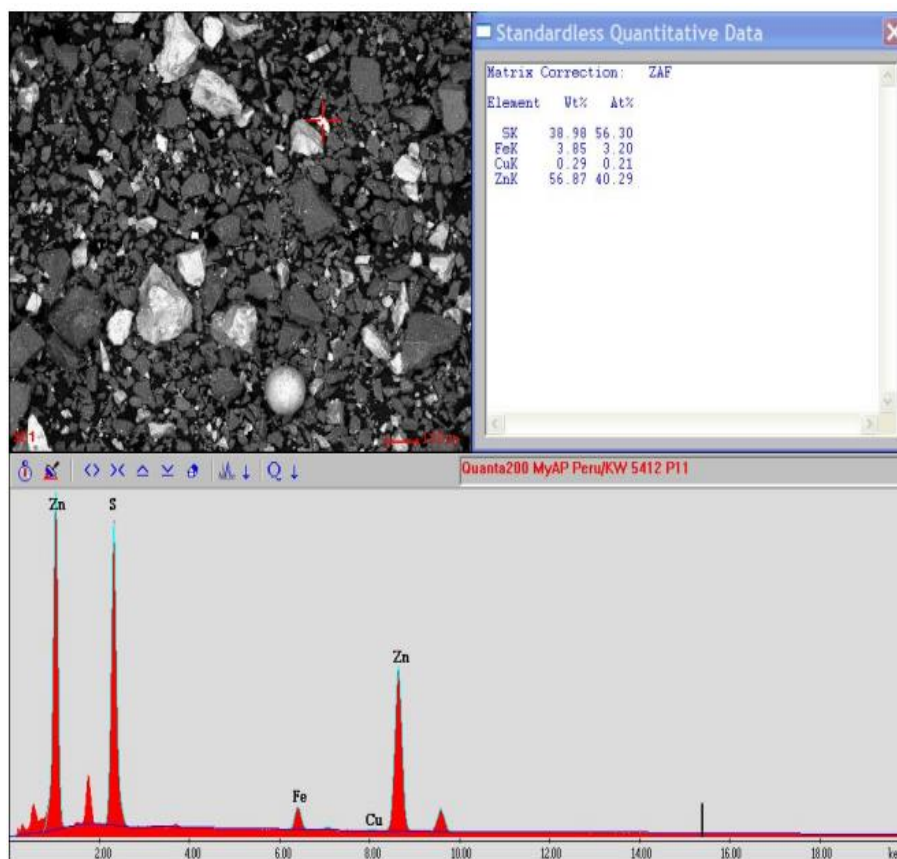 Standardless Quantitative Data
Matrix Correction: ZAF
Element Wt% At%
SK 38.98 56.30
FeK 3.85 3.20
CuK 0.29 0.21
ZnK 56.87 40.29
Quanta200 MyAP Peru/KW 5412 P11
Zn S
Zn
Fe
Cu
2.00 4.00 6.00 8.00 10.00 12.00 14.00 16.00 18.00